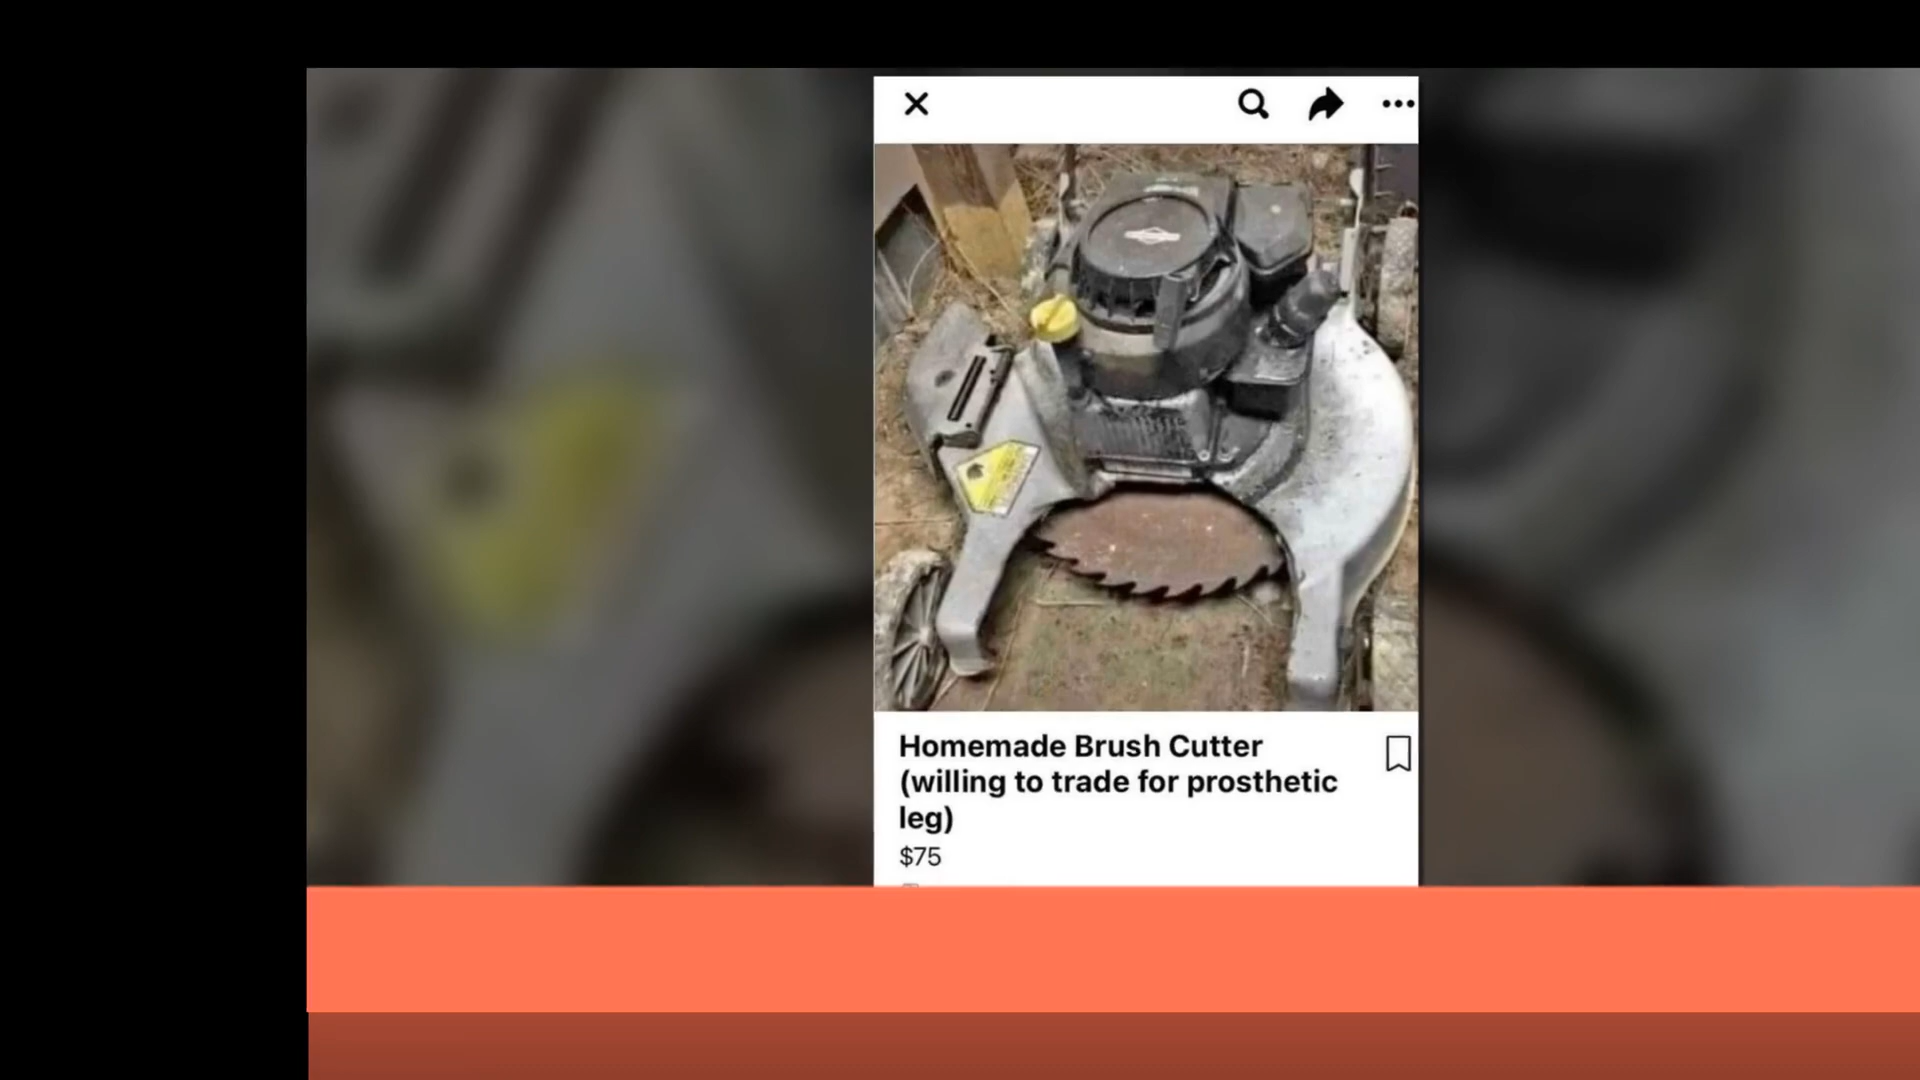 Homemade Brush Cutter
(willing to trade for prosthetic
leg)
$75